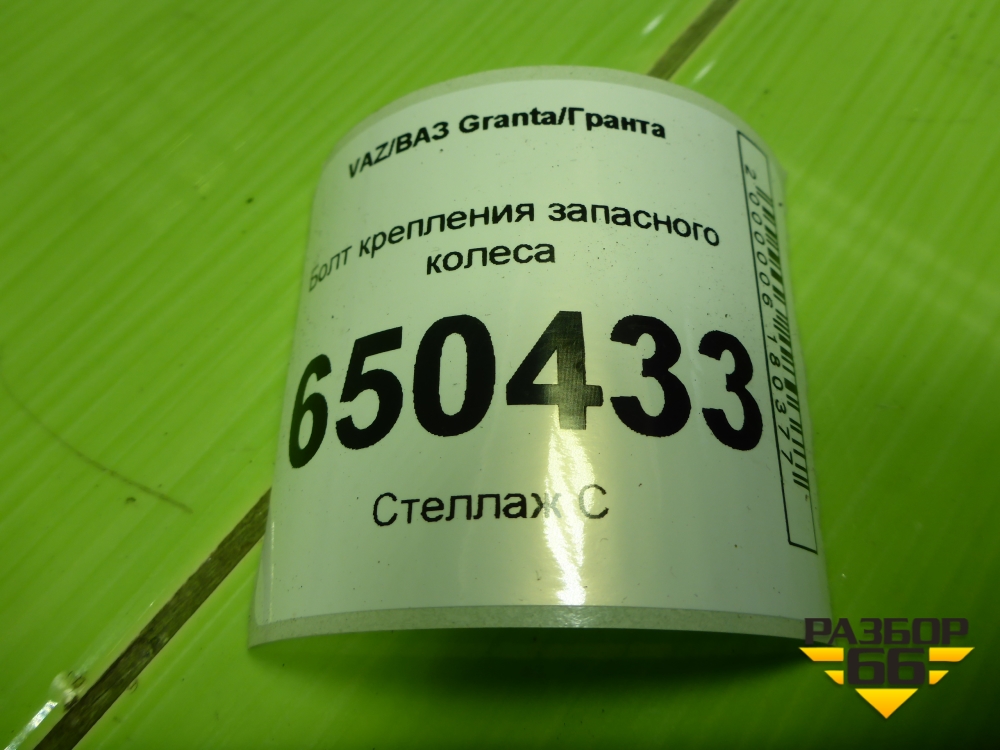 VAZ/ВАЗ Granta/Гранта
Болт крепления запасного
колеса
650433
Стеллаж С
2000006180377
РАЗБОР
66